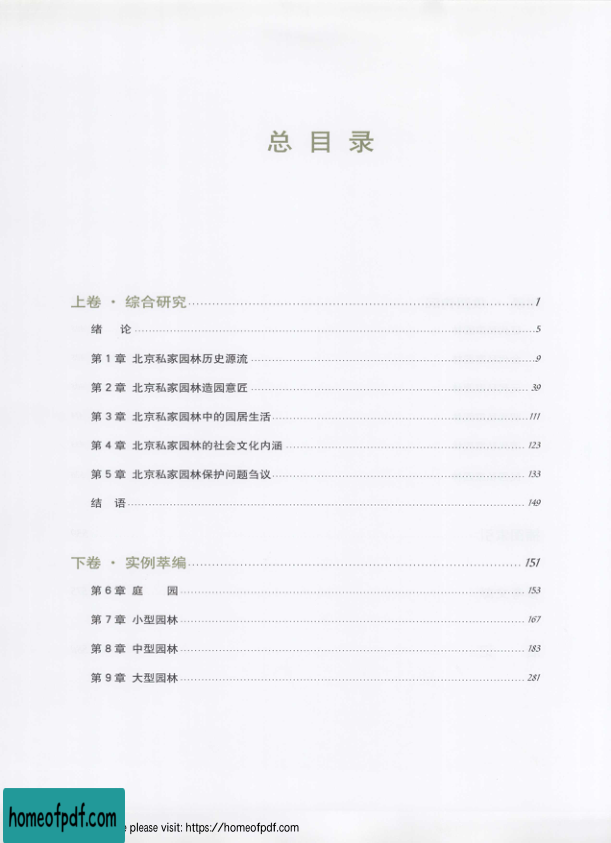 总 目 录
上卷 · 综合研究 1
绪 论 5
第1章 北京私家园林历史源流 9
第2章 北京私家园林造园意匠 39
第3章 北京私家园林中的园居生活 111
第4章 北京私家园林的社会文化内涵 123
第5章 北京私家园林保护问题刍议 133
结 语 149
下卷 · 实例萃编 151
第6章 庭 园 153
第7章 小型园林 167
第8章 中型园林 183
第9章 大型园林 281
homeofpdf.com
please visit: https://homeofpdf.com